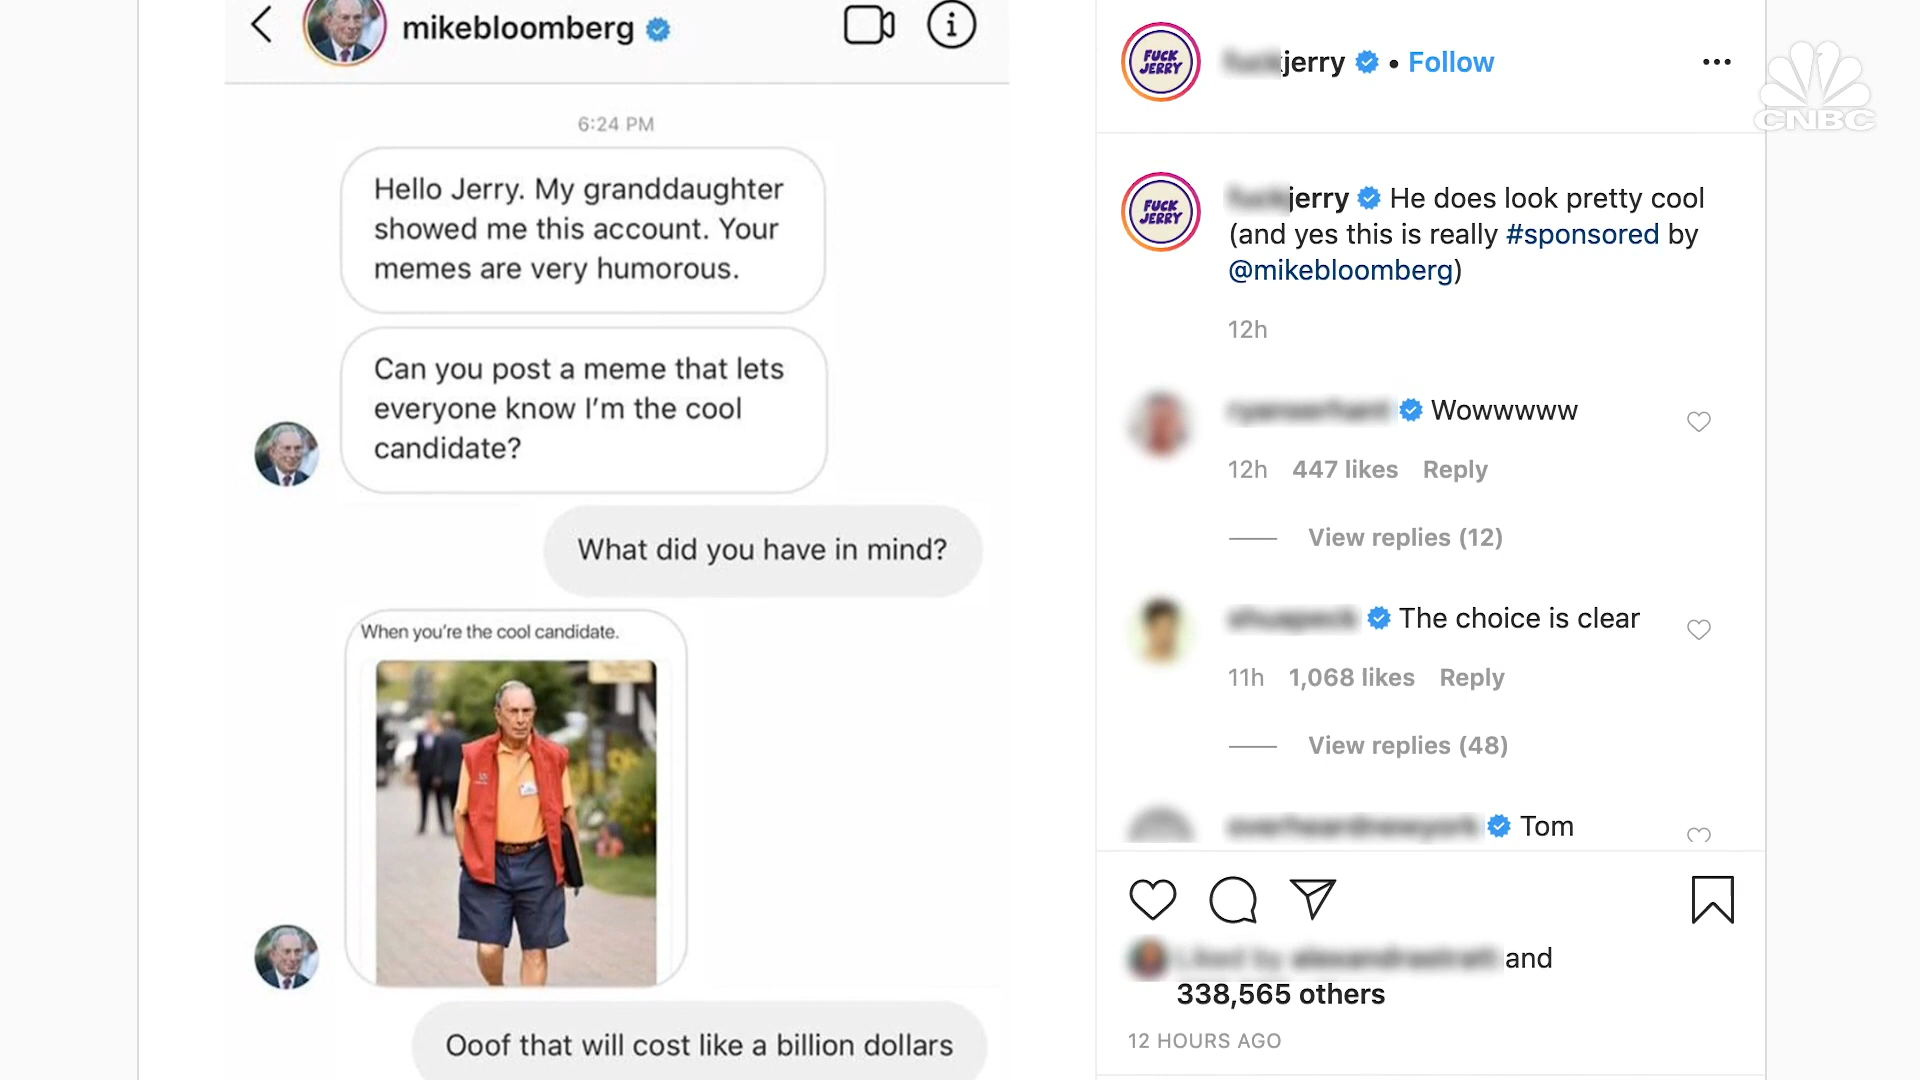 mikebloomberg
6:24 PM
Hello Jerry. My granddaughter
showed me this account. Your
memes are very humorous.
Can you post a meme that lets
everyone know I’m the cool
candidate?
What did you have in mind?
When you’re the cool candidate.
Ooof that will cost like a billion dollars
FUCK
JERRY
jerry • Follow
CNBC
FUCK
JERRY
jerry He does look pretty cool
(and yes this is really #sponsored by
@mikebloomberg)
12h
Wowwwww
12h 447 likes Reply
View replies (12)
The choice is clear
11h 1,068 likes Reply
View replies (48)
Tom
and
338,565 others
12 HOURS AGO